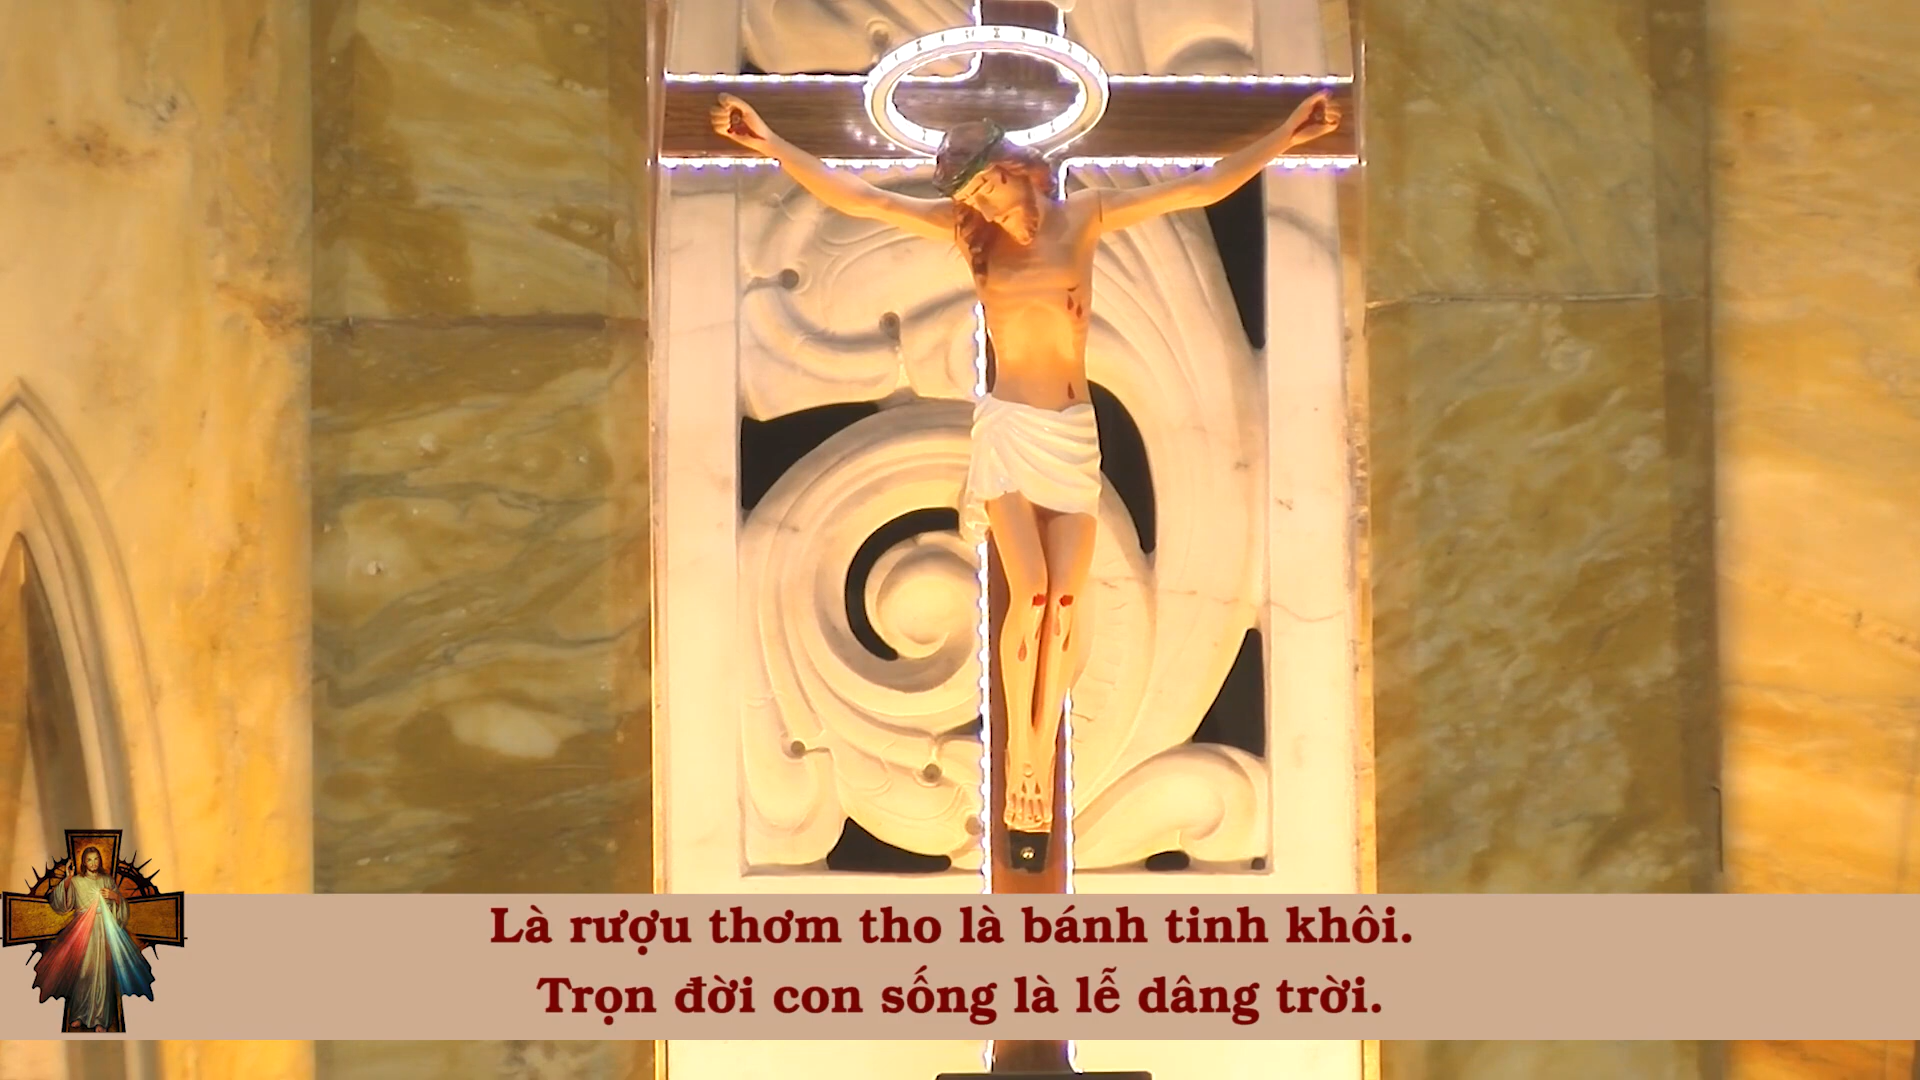 Là rượu thơm tho là bánh tinh khôi.
Trọn đời con sống là lễ dâng trời.